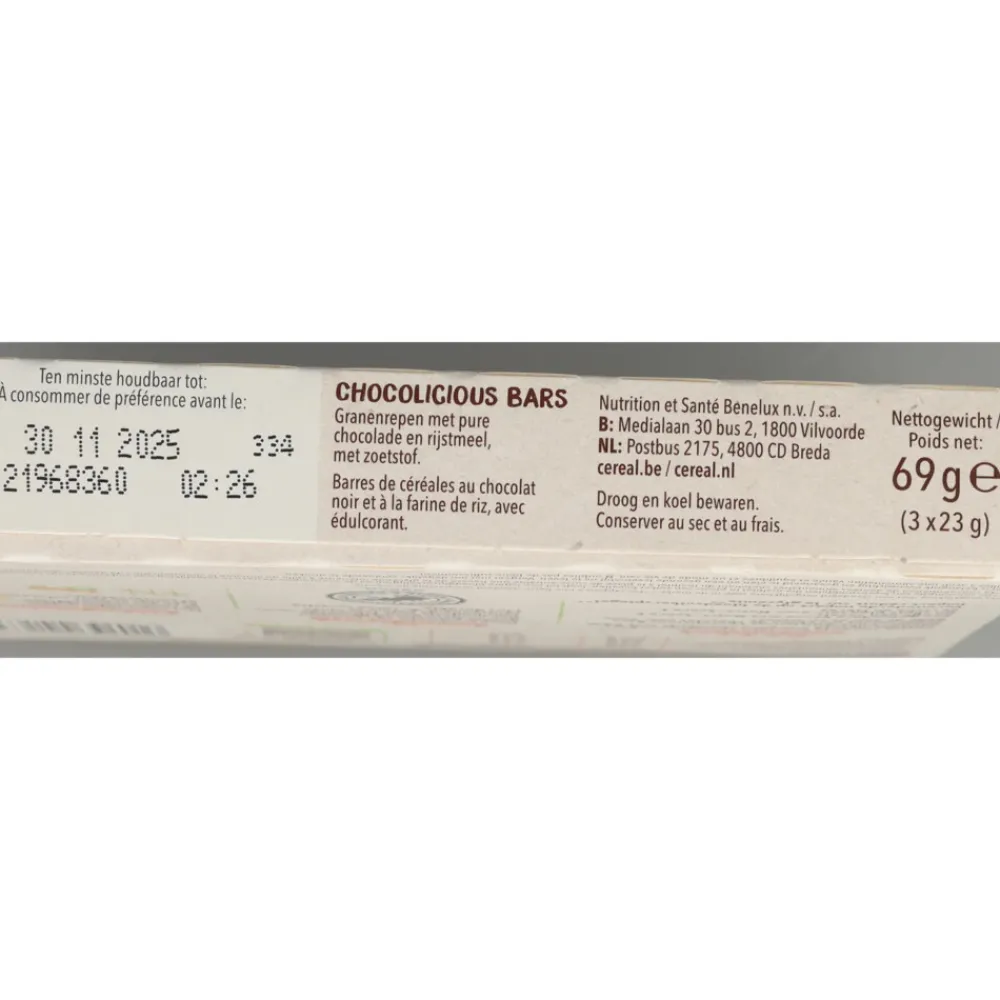 Ten minste houdbaar tot:
À consommer de préférence avant le:
30 11 2025 334
21968360 02:26
CHOCOLICIOUS BARS
Granenrepen met pure
chocolade en rijstmeel,
met zoetstof.
Barres de céréales au chocolat
noir et à la farine de riz, avec
édulcorant.
Nutrition et Santé Benelux n.v. / s.a.
B: Medialaan 30 bus 2, 1800 Vilvoorde
NL: Postbus 2175, 4800 CD Breda
cereal.be / cereal.nl
Droog en koel bewaren.
Conserver au sec et au frais.
Nettogewicht /
Poids net:
69 g e
(3 x 23 g)